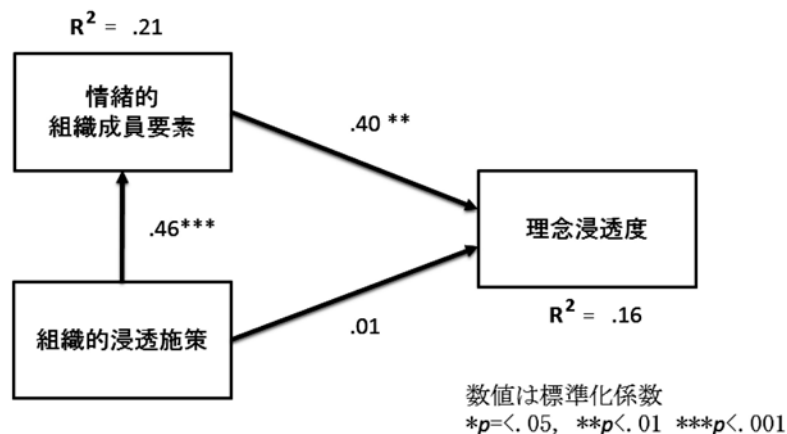 R² = .21
情緒的
組織成員要素
.40 **
.46***
理念浸透度
組織的浸透施策
.01
R² = .16
数値は標準化係数
*p=<.05, **p<.01 ***p<.001